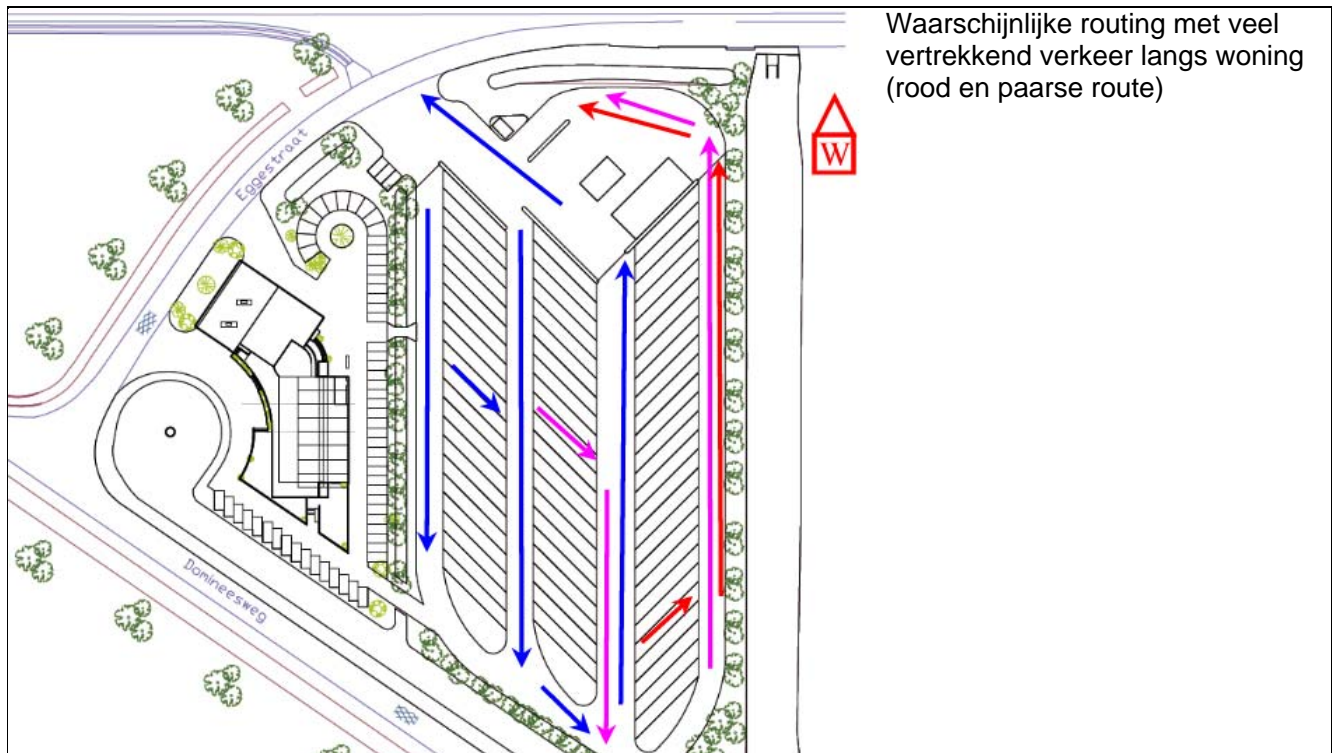 Waarschijnlijke routing met veel
vertrekkend verkeer langs woning
(rood en paarse route)
W
Eggestraat
Domineesweg